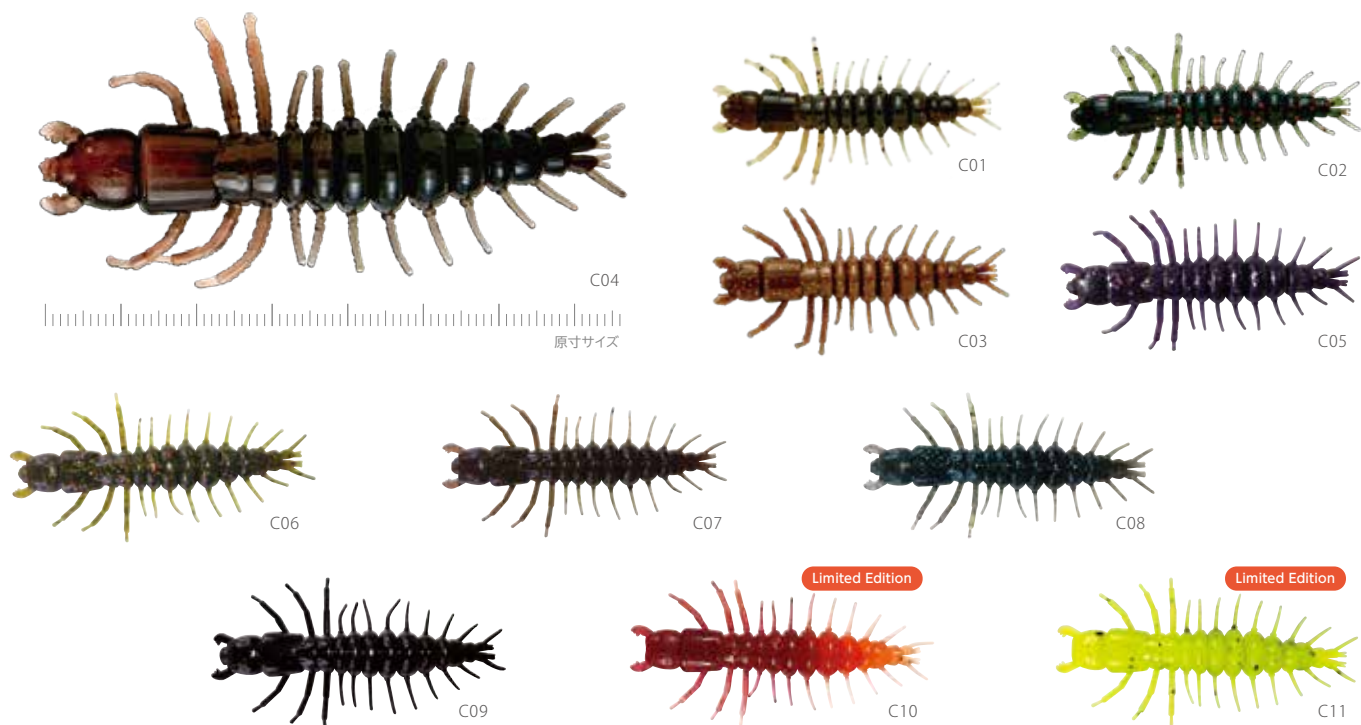 C01
C02
C04
原寸サイズ
C03
C05
C06
C07
C08
Limited Edition
Limited Edition
C09
C10
C11